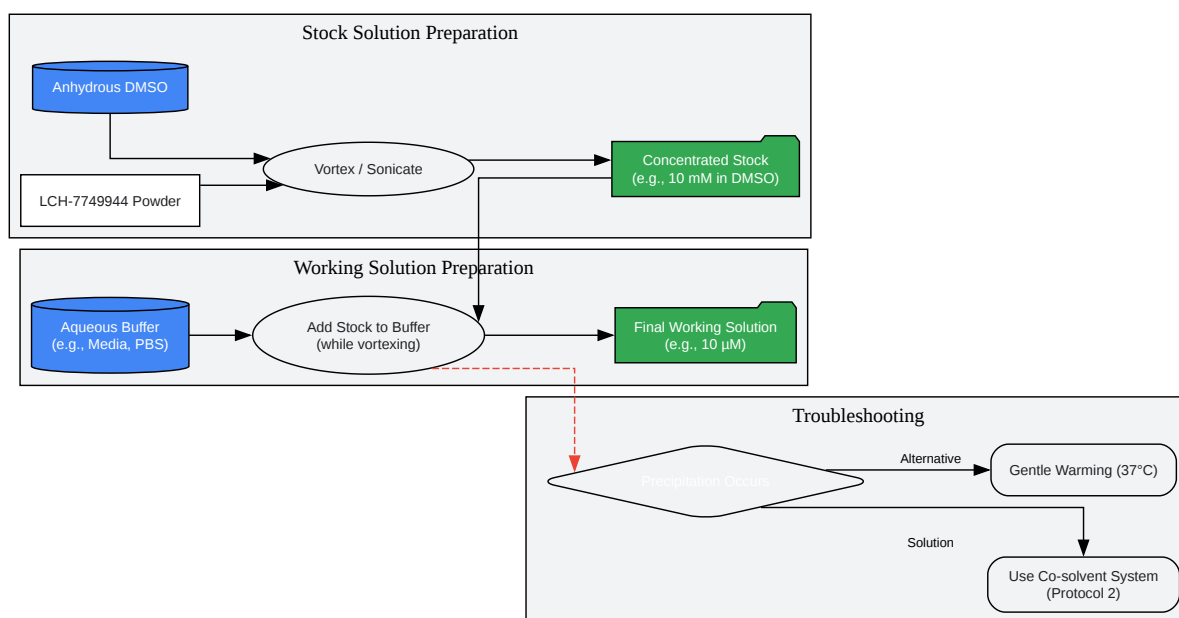 Stock Solution Preparation
Anhydrous DMSO
LCH-7749944 Powder
Vortex / Sonicate
Concentrated Stock
(e.g., 10 mM in DMSO)
Working Solution Preparation
Aqueous Buffer
(e.g., Media, PBS)
Add Stock to Buffer
(while vortexing)
Final Working Solution
(e.g., 10 µM)
Troubleshooting
Precipitation Occurs
Alternative
Gentle Warming (37°C)
Solution
Use Co-solvent System
(Protocol 2)